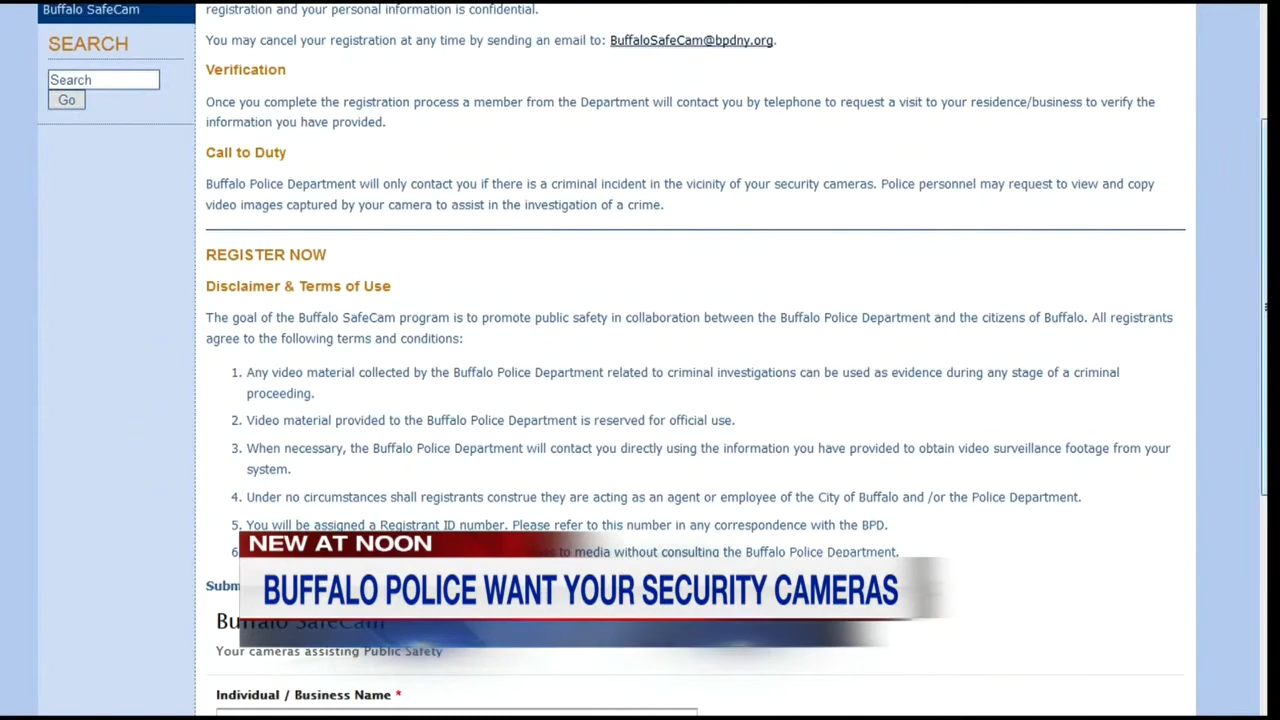 Buffalo SafeCam
SEARCH
Search
Go
registration and your personal information is confidential.
You may cancel your registration at any time by sending an email to: BuffaloSafeCam@bpdny.org.
Verification
Once you complete the registration process a member from the Department will contact you by telephone to request a visit to your residence/business to verify the
information you have provided.
Call to Duty
Buffalo Police Department will only contact you if there is a criminal incident in the vicinity of your security cameras. Police personnel may request to view and copy
video images captured by your camera to assist in the investigation of a crime.
REGISTER NOW
Disclaimer & Terms of Use
The goal of the Buffalo SafeCam program is to promote public safety in collaboration between the Buffalo Police Department and the citizens of Buffalo. All registrants
agree to the following terms and conditions:
1. Any video material collected by the Buffalo Police Department related to criminal investigations can be used as evidence during any stage of a criminal
proceeding.
2. Video material provided to the Buffalo Police Department is reserved for official use.
3. When necessary, the Buffalo Police Department will contact you directly using the information you have provided to obtain video surveillance footage from your
system.
4. Under no circumstances shall registrants construe they are acting as an agent or employee of the City of Buffalo and /or the Police Department.
5. You will be assigned a Registrant ID number. Please refer to this number in any correspondence with the BPD.
6 to media without consulting the Buffalo Police Department.
NEW AT NOON
BUFFALO POLICE WANT YOUR SECURITY CAMERAS
Buffalo SafeCam
Your cameras assisting Public Safety
Individual / Business Name *